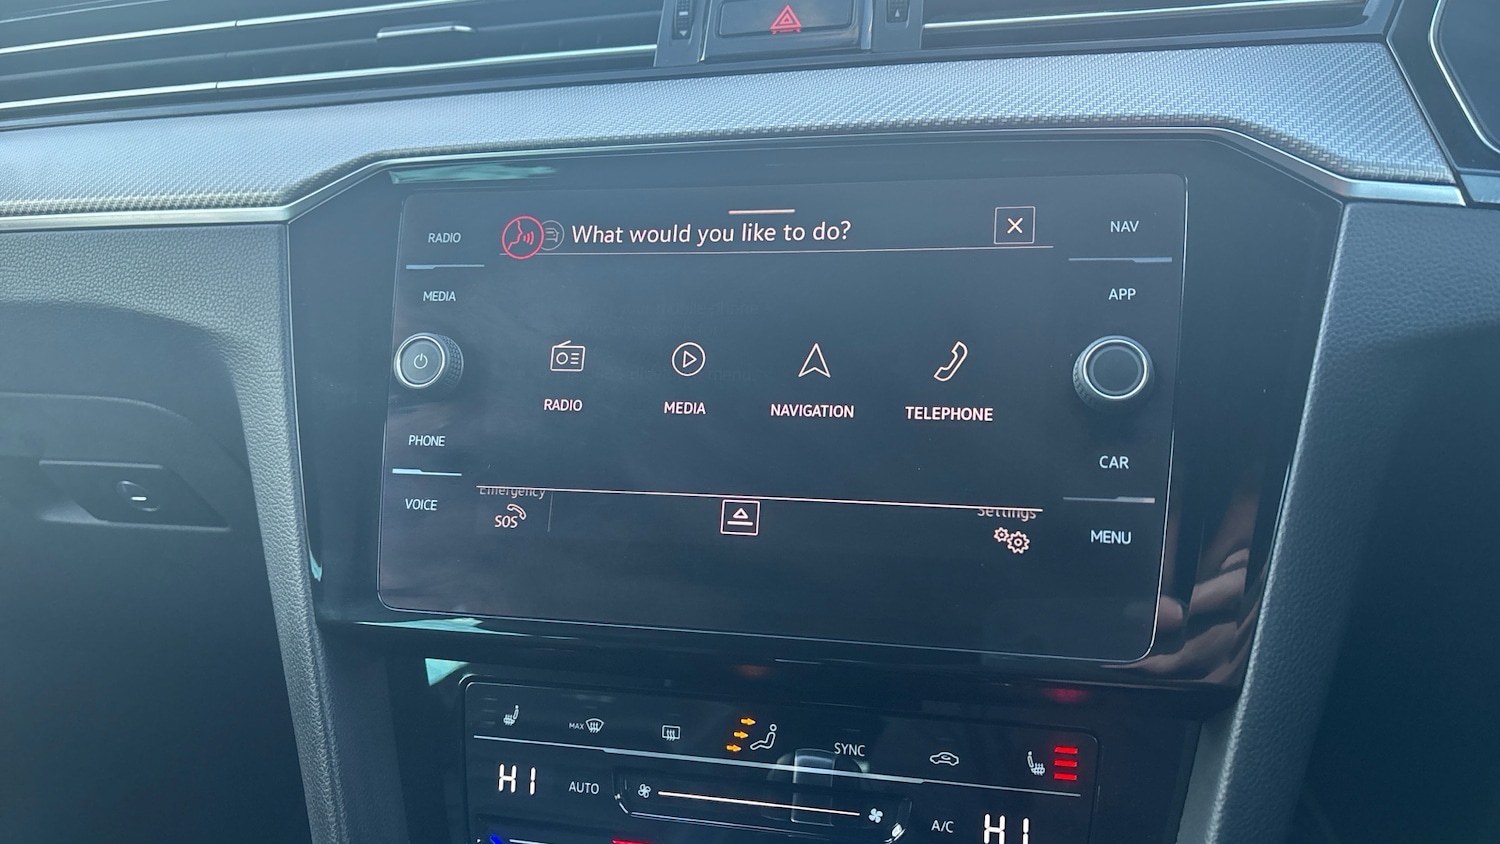 RADIO
What would you like to do?
NAV
MEDIA
APP
RADIO
MEDIA
NAVIGATION
TELEPHONE
PHONE
CAR
VOICE
Emergency
SOS
Settings
MENU
MAX
SYNC
HI
AUTO
A/C
HI